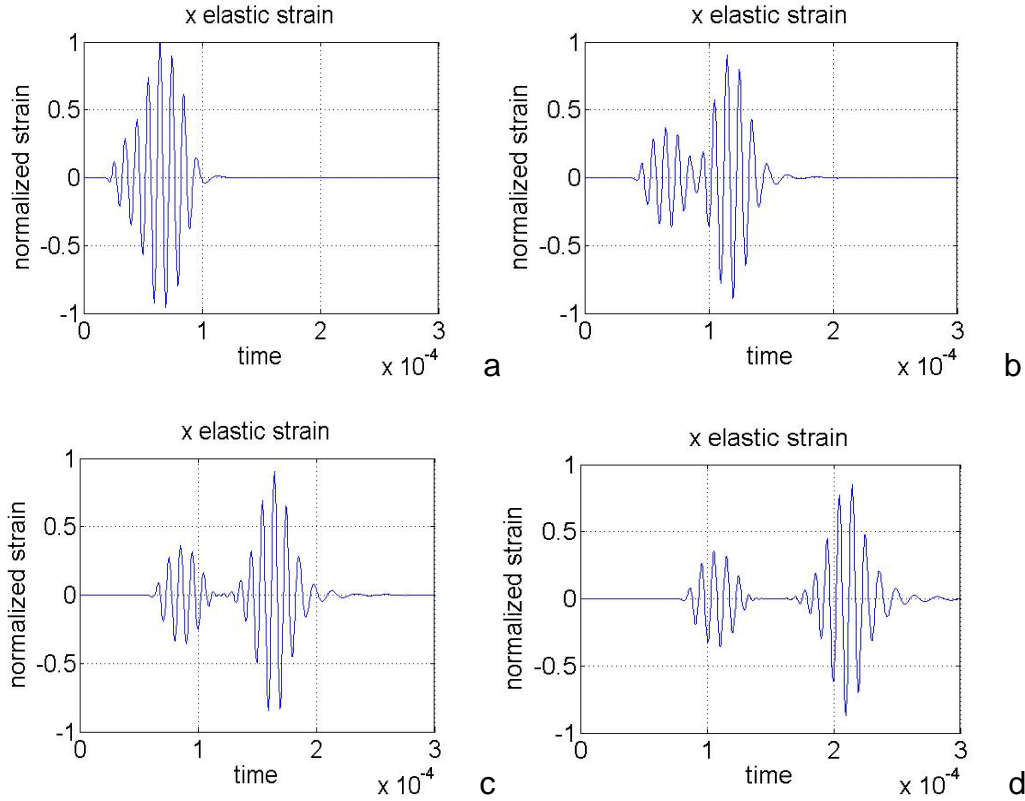 x elastic strain
1
0.5
0
-0.5
-1
normalized strain
0 1 2 3
time
x 10^-4
a
x elastic strain
1
0.5
0
-0.5
-1
normalized strain
0 1 2 3
time
x 10^-4
b
x elastic strain
1
0.5
0
-0.5
-1
normalized strain
0 1 2 3
time
x 10^-4
c
x elastic strain
1
0.5
0
-0.5
-1
normalized strain
0 1 2 3
time
x 10^-4
d